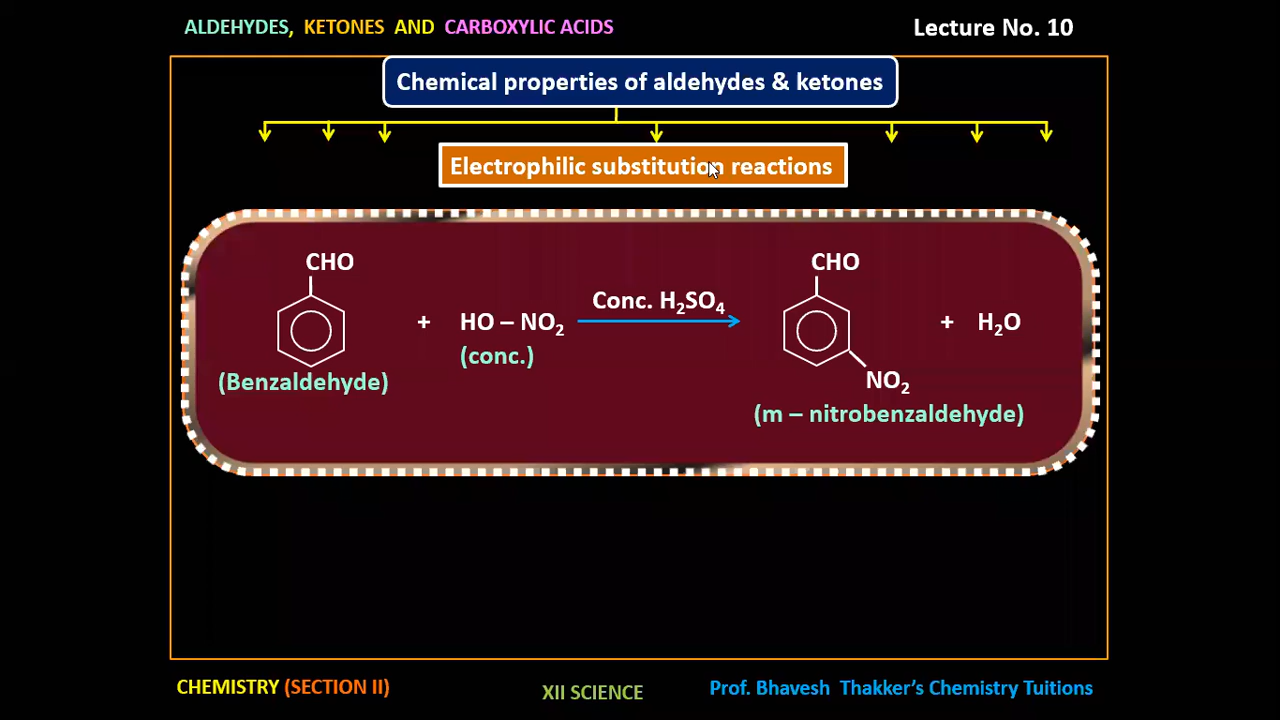 ALDEHYDES, KETONES AND CARBOXYLIC ACIDS
Lecture No. 10
Chemical properties of aldehydes & ketones
Electrophilic substitution reactions
CHO
CHO
+ HO – NO₂ Conc. H₂SO₄ + H₂O
(conc.)
(Benzaldehyde)
NO₂
(m – nitrobenzaldehyde)
CHEMISTRY (SECTION II)
XII SCIENCE
Prof. Bhavesh Thakker's Chemistry Tuitions